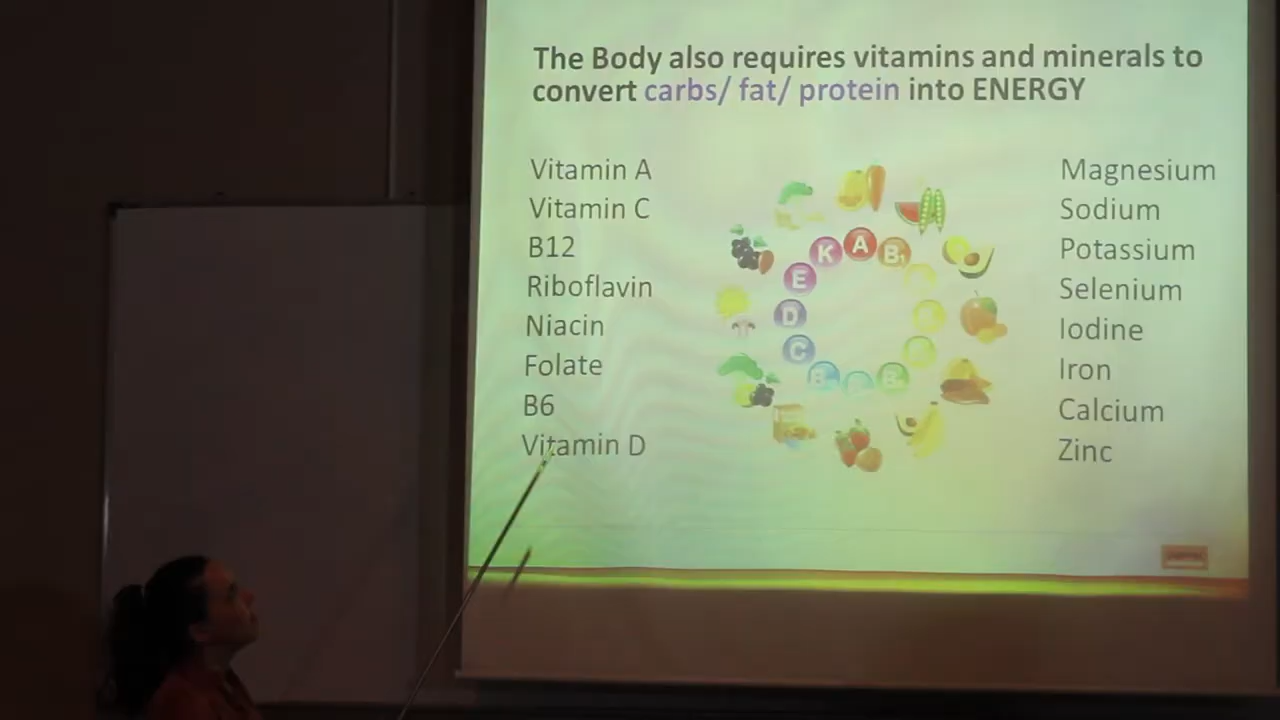 The Body also requires vitamins and minerals to
convert carbs/ fat/ protein into ENERGY
Vitamin A
Vitamin C
B12
Riboflavin
Niacin
Folate
B6
Vitamin D
K
A
B1
E
D
C
Magnesium
Sodium
Potassium
Selenium
Iodine
Iron
Calcium
Zinc